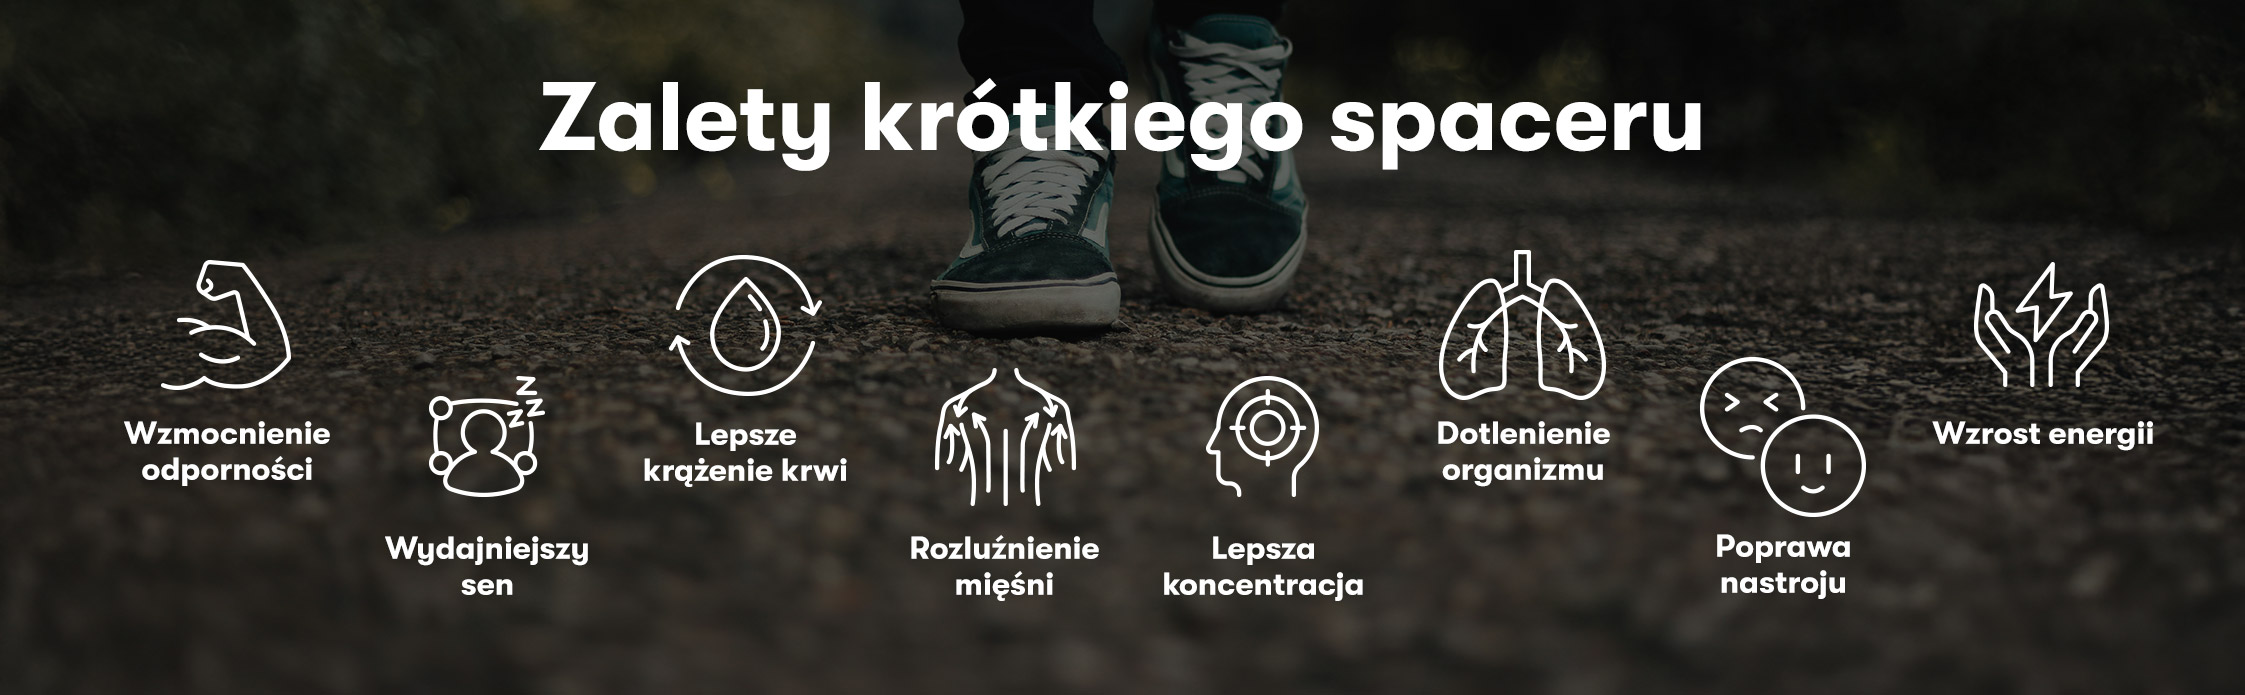 Zalety krótkiego spaceru
Wzmocnienie
odporności
Wydajniejszy
sen
Z
Z
Z
Z
Lepsze
krążenie krwi
Rozluźnienie
mięśni
Lepsza
koncentracja
Dotlenienie
organizmu
Poprawa
nastroju
Wzrost energii